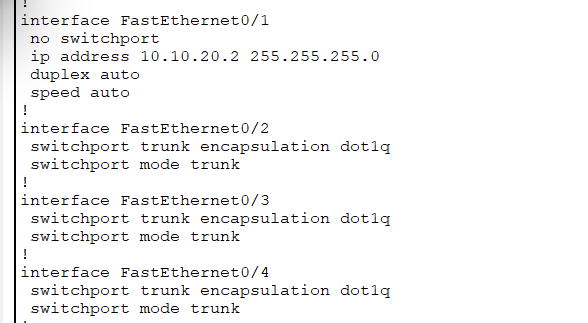 !
interface FastEthernet0/1
no switchport
ip address 10.10.20.2 255.255.255.0
duplex auto
speed auto
!
interface FastEthernet0/2
switchport trunk encapsulation dot1q
switchport mode trunk
!
interface FastEthernet0/3
switchport trunk encapsulation dot1q
switchport mode trunk
!
interface FastEthernet0/4
switchport trunk encapsulation dot1q
switchport mode trunk
!